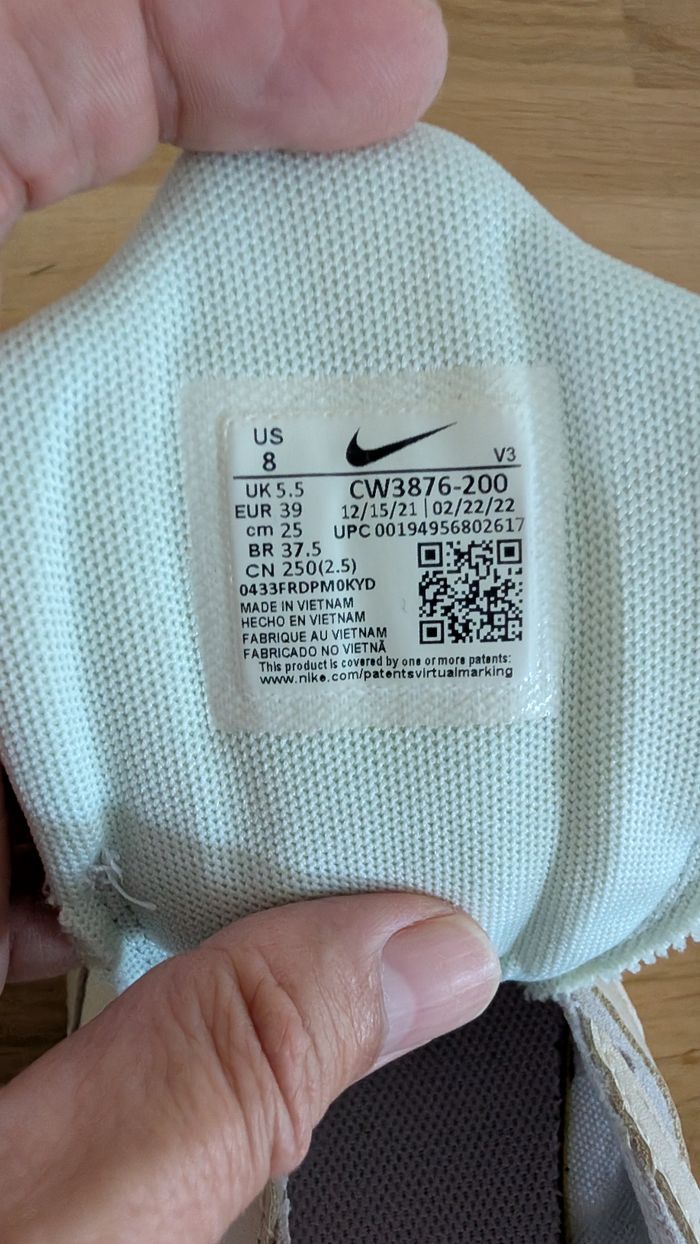 US
8
V3
UK 5.5 CW3876-200
EUR 39 12/15/21 | 02/22/22
cm 25 UPC 00194956802617
BR 37.5
CN 250(2.5)
0433FRDPM0KYD
MADE IN VIETNAM
HECHO EN VIETNAM
FABRIQUE AU VIETNAM
FABRICADO NO VIETNÃ
This product is covered by one or more patents:
www.nike.com/patentsvirtualmarking